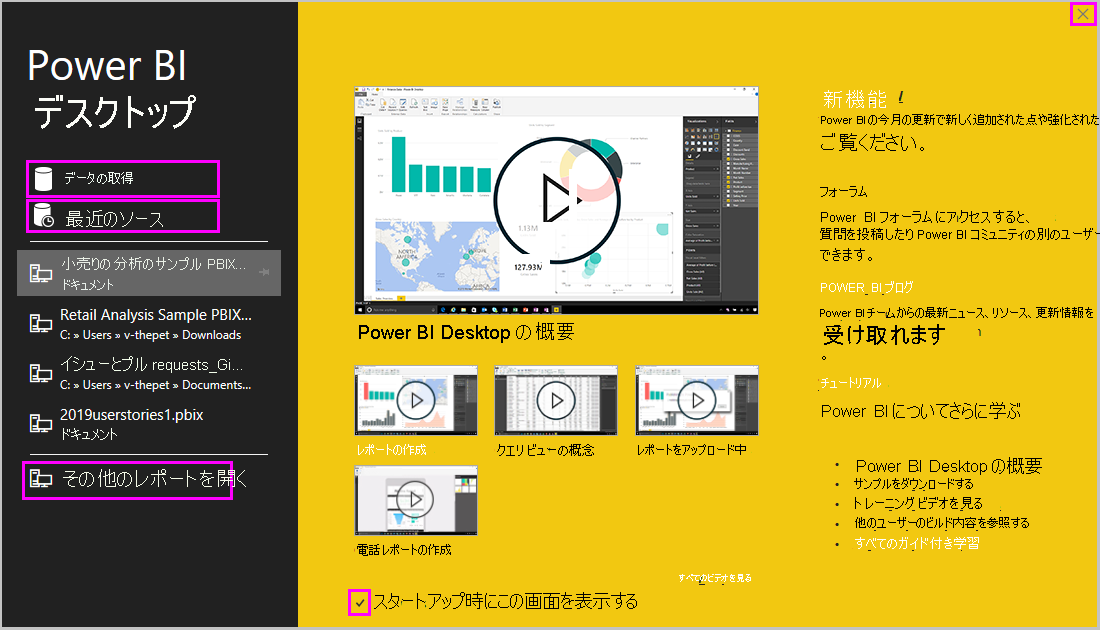 Power BI
デスクトップ
データの取得
最近のソース
小売りの分析のサンプル PBIX...
ドキュメント
Retail Analysis Sample PBIX...
C: » Users » v-thepet » Downloads
イシューとプル requests_Gi...
C: » Users » v-thepet » Documents...
2019userstories1.pbix
ドキュメント
その他のレポートを開く
NORTH AMERICA
1.13M
127.93M
Power BI Desktop の概要
レポートの作成
クエリ ビューの概念
レポートをアップロード中
電話レポートの作成
すべてのビデオを見る
スタートアップ時にこの画面を表示する
新機能 !
Power BI の今月の更新で新しく追加された点や強化された
ご覧ください。
フォーラム
Power BI フォーラムにアクセスすると、
質問を投稿したり Power BI コミュニティの別のユーザー
できます。
POWER BI ブログ
Power BI チームからの最新ニュース、リソース、更新情報を
受け取れます
。
チュートリアル
Power BI についてさらに学ぶ
• Power BI Desktop の概要
• サンプルをダウンロードする
• トレーニング ビデオを見る
• 他のユーザーのビルド内容を参照する
• すべてのガイド付き学習